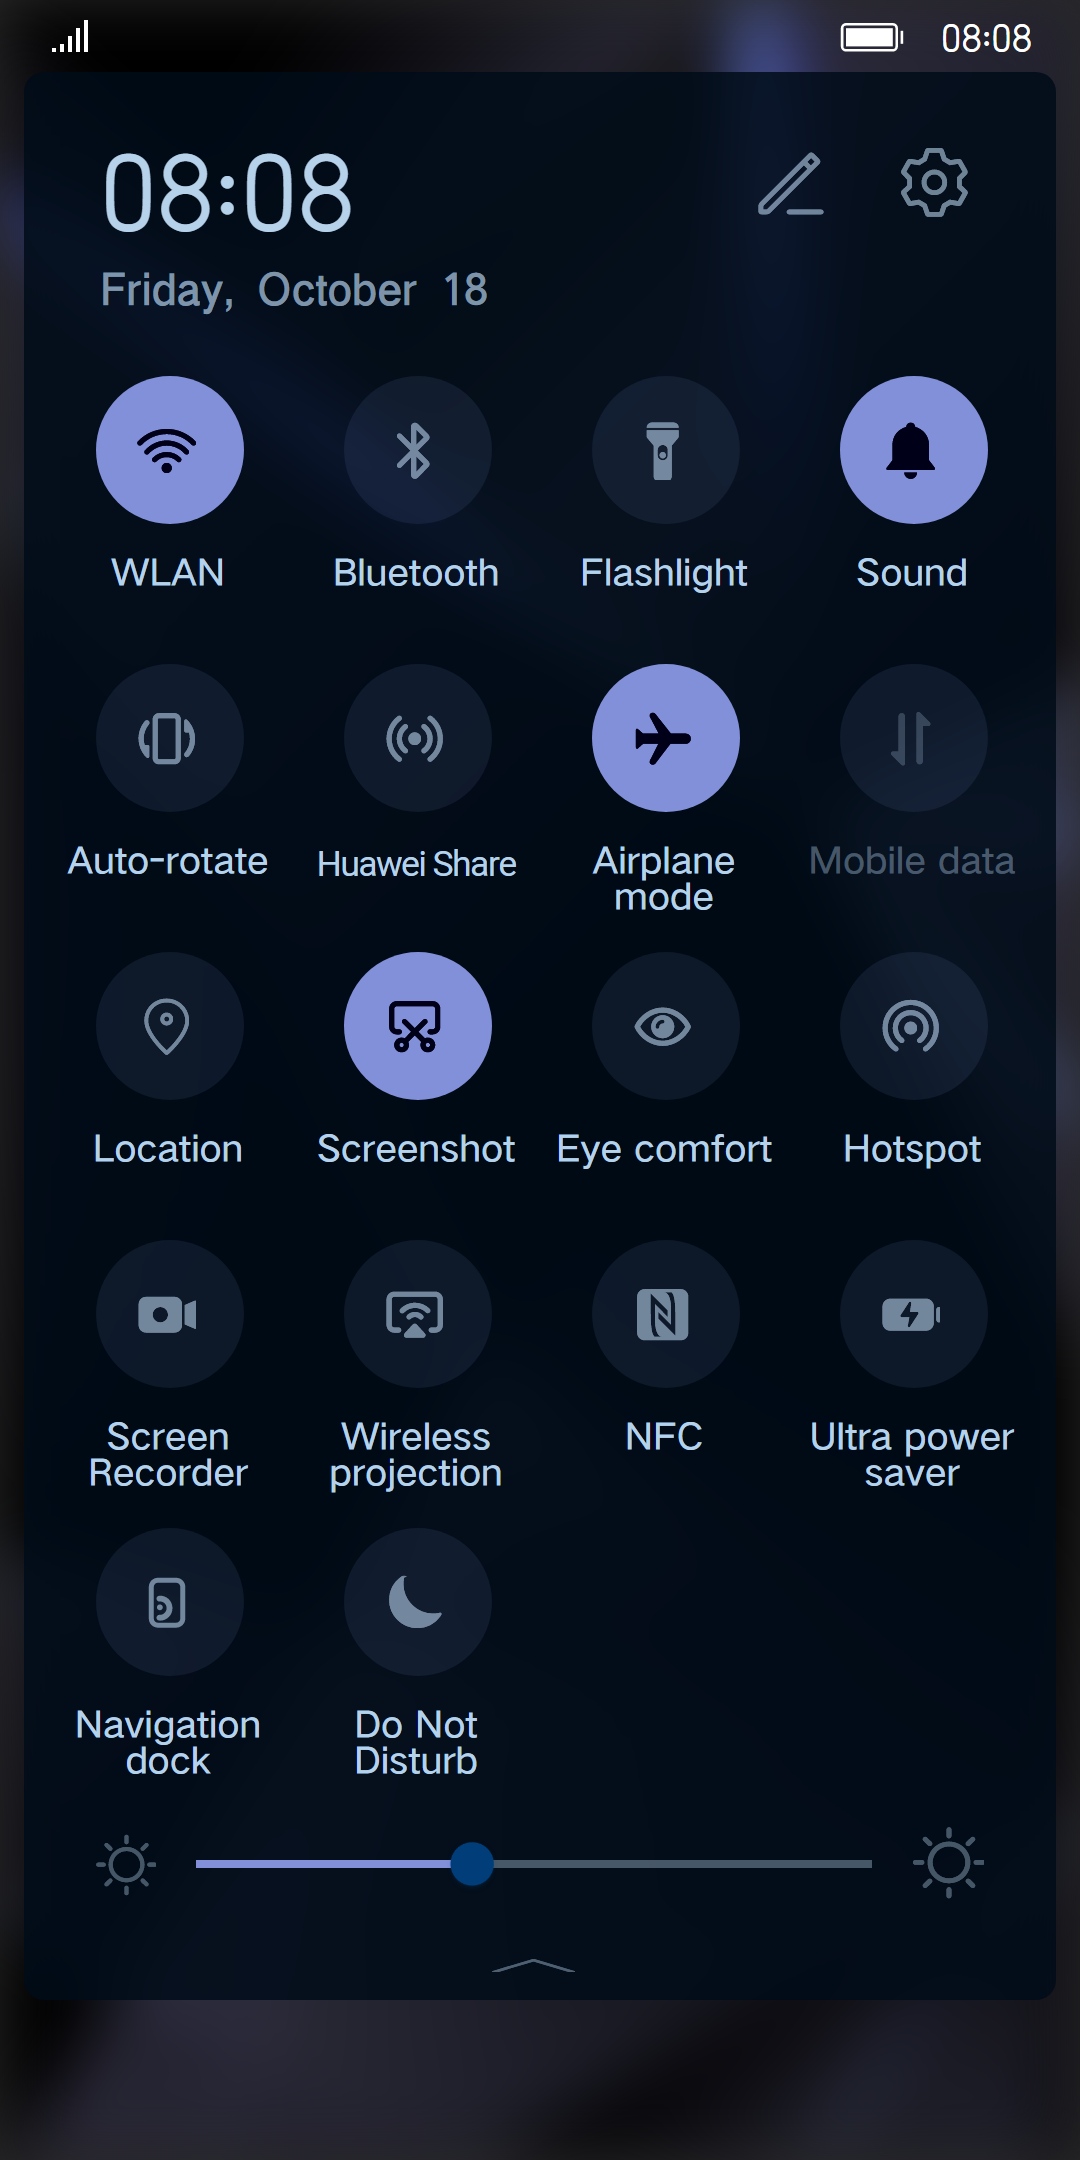 08:08
08:08
Friday, October 18
WLAN
Bluetooth
Flashlight
Sound
Auto-rotate
Huawei Share
Airplane
mode
Mobile data
Location
Screenshot
Eye comfort
Hotspot
Screen
Recorder
Wireless
projection
NFC
Ultra power
saver
Navigation
dock
Do Not
Disturb